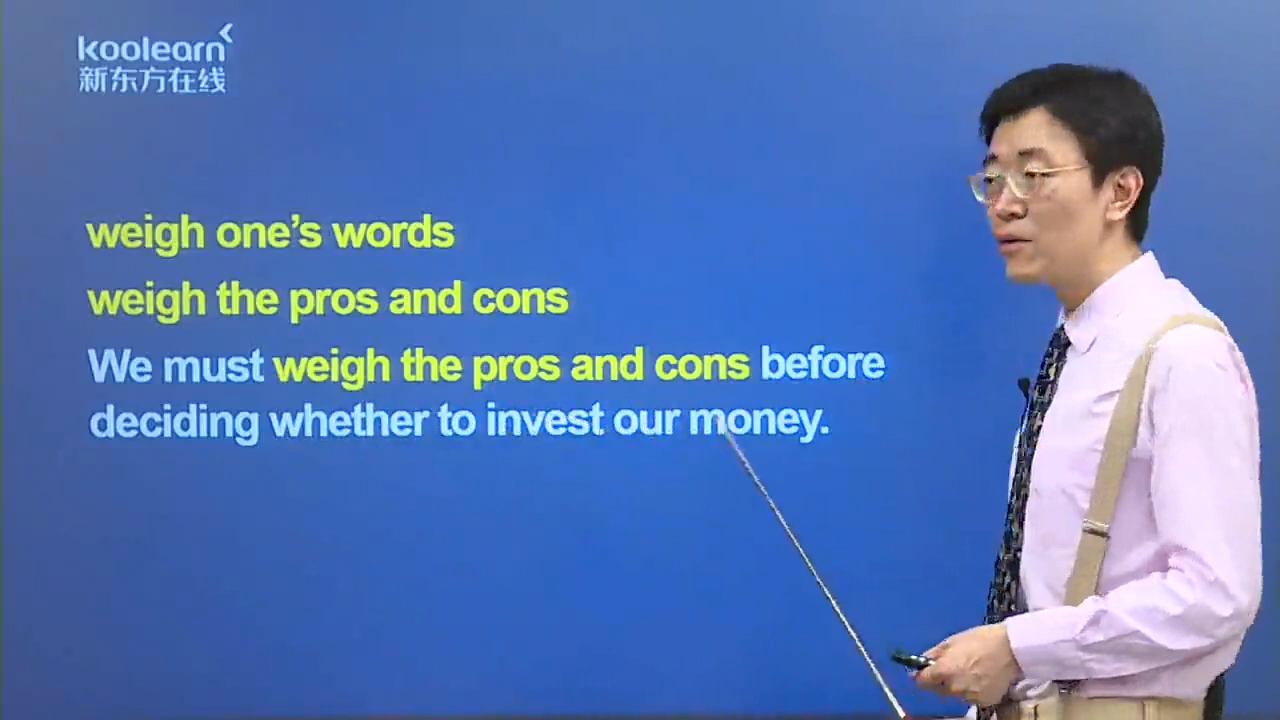 koolearn
新东方在线
weigh one’s words
weigh the pros and cons
We must weigh the pros and cons before
deciding whether to invest our money.